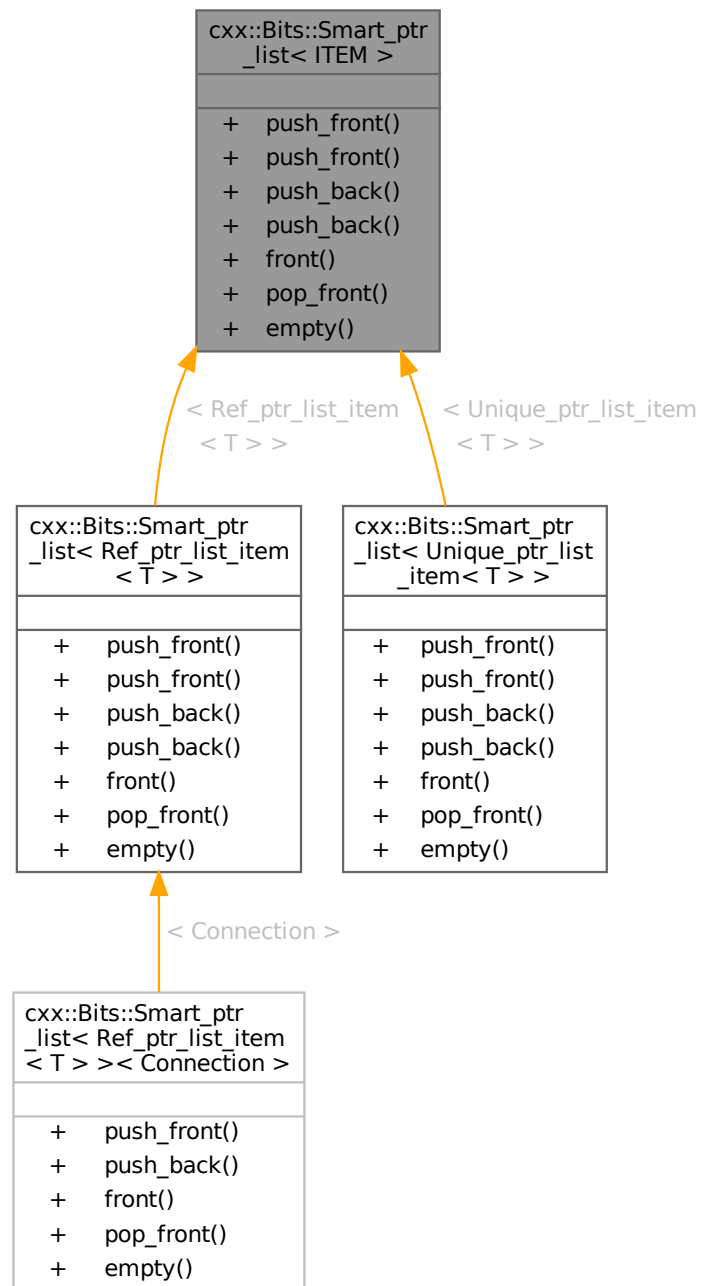 cxx::Bits::Smart_ptr
_list< ITEM >
+ push_front()
+ push_front()
+ push_back()
+ push_back()
+ front()
+ pop_front()
+ empty()
< Ref_ptr_list_item
< T > >
< Unique_ptr_list_item
< T > >
cxx::Bits::Smart_ptr
_list< Ref_ptr_list_item
< T > >
+ push_front()
+ push_front()
+ push_back()
+ push_back()
+ front()
+ pop_front()
+ empty()
cxx::Bits::Smart_ptr
_list< Unique_ptr_list
_item< T > >
+ push_front()
+ push_front()
+ push_back()
+ push_back()
+ front()
+ pop_front()
+ empty()
< Connection >
cxx::Bits::Smart_ptr
_list< Ref_ptr_list_item
< T > >< Connection >
+ push_front()
+ push_back()
+ front()
+ pop_front()
+ empty()